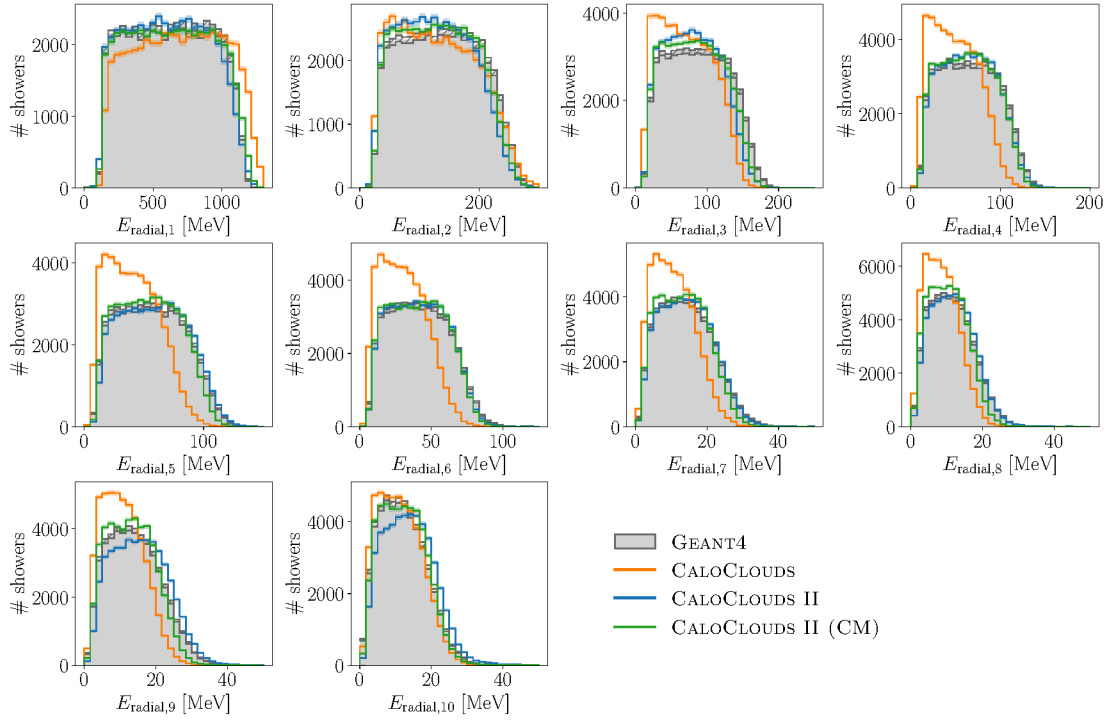 # showers
2000
1000
0
500
1000
E_radial,1 [MeV]
# showers
2000
1000
0
0
200
E_radial,2 [MeV]
# showers
4000
2000
0
0
100
200
E_radial,3 [MeV]
# showers
4000
2000
0
0
100
200
E_radial,4 [MeV]
# showers
4000
2000
0
0
100
E_radial,5 [MeV]
# showers
4000
2000
0
0
50
100
E_radial,6 [MeV]
# showers
4000
2000
0
0
20
40
E_radial,7 [MeV]
# showers
6000
4000
2000
0
0
20
40
E_radial,8 [MeV]
# showers
4000
2000
0
0
20
40
E_radial,9 [MeV]
# showers
4000
2000
0
0
20
40
E_radial,10 [MeV]
GEANT4
CALOCLOUDS
CALOCLOUDS II
CALOCLOUDS II (CM)